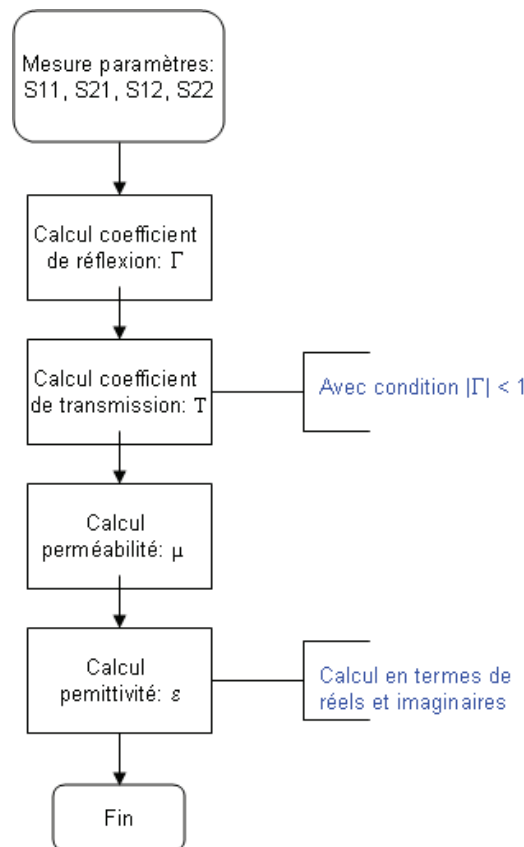 Mesure paramètres:
S11, S21, S12, S22
Calcul coefficient
de réflexion: Γ
Calcul coefficient
de transmission: T
Avec condition |Γ| < 1
Calcul
perméabilité: μ
Calcul
pemittivité: ε
Calcul en termes de
réels et imaginaires
Fin